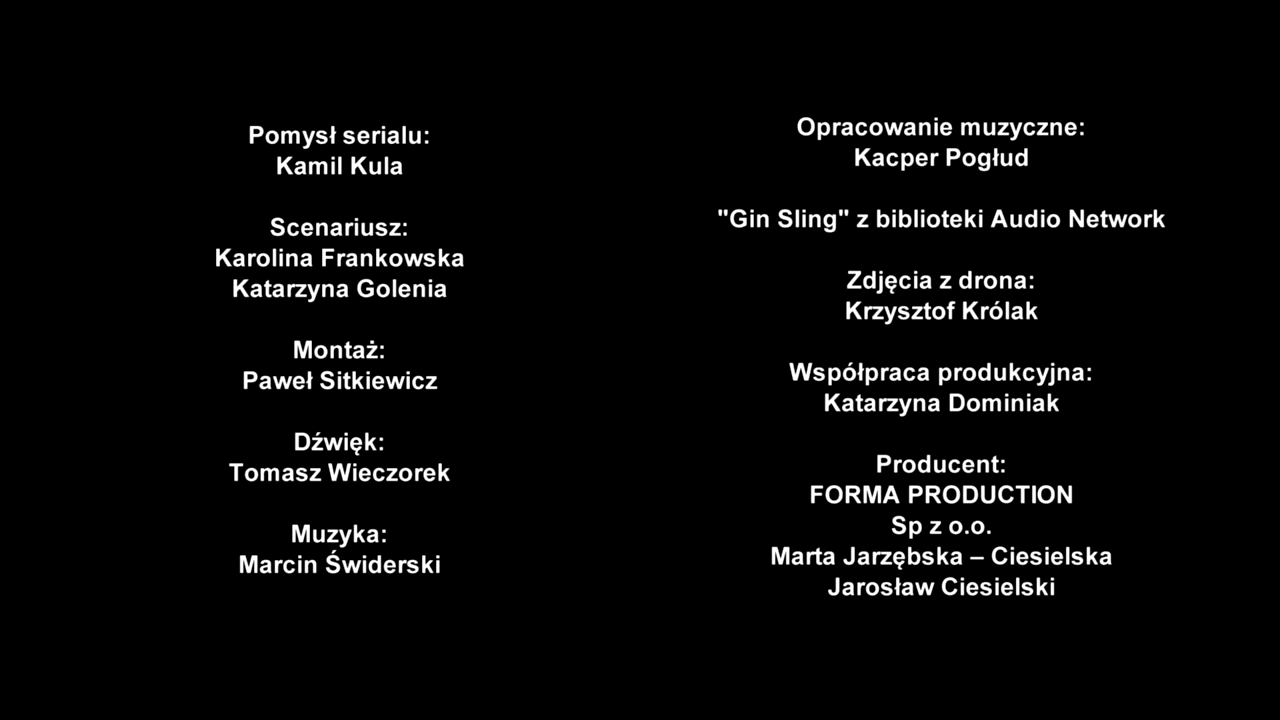 Pomysł serialu:
Kamil Kula
Scenariusz:
Karolina Frankowska
Katarzyna Golenia
Montaż:
Paweł Sitkiewicz
Dźwięk:
Tomasz Wieczorek
Muzyka:
Marcin Świderski
Opracowanie muzyczne:
Kacper Pogłud
"Gin Sling" z biblioteki Audio Network
Zdjęcia z drona:
Krzysztof Królak
Współpraca produkcyjna:
Katarzyna Dominiak
Producent:
FORMA PRODUCTION
Sp z o.o.
Marta Jarzębska – Ciesielska
Jarosław Ciesielski